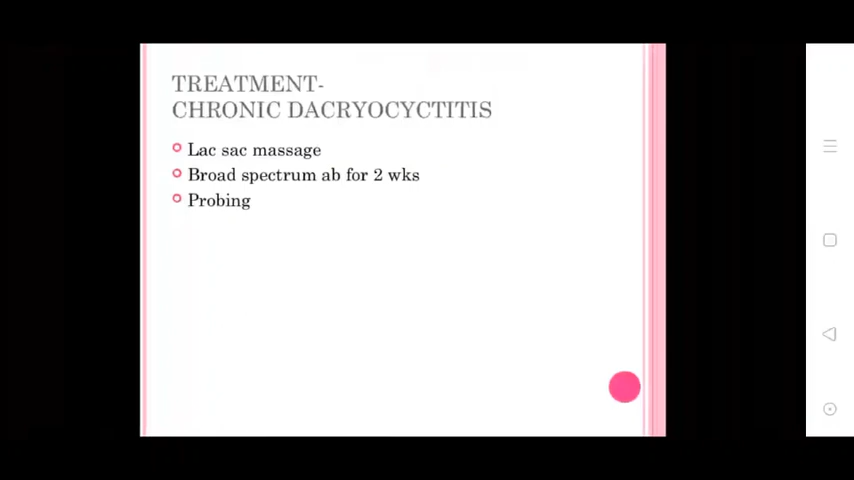 TREATMENT-
CHRONIC DACRYOCYCTITIS
Lac sac massage
Broad spectrum ab for 2 wks
Probing